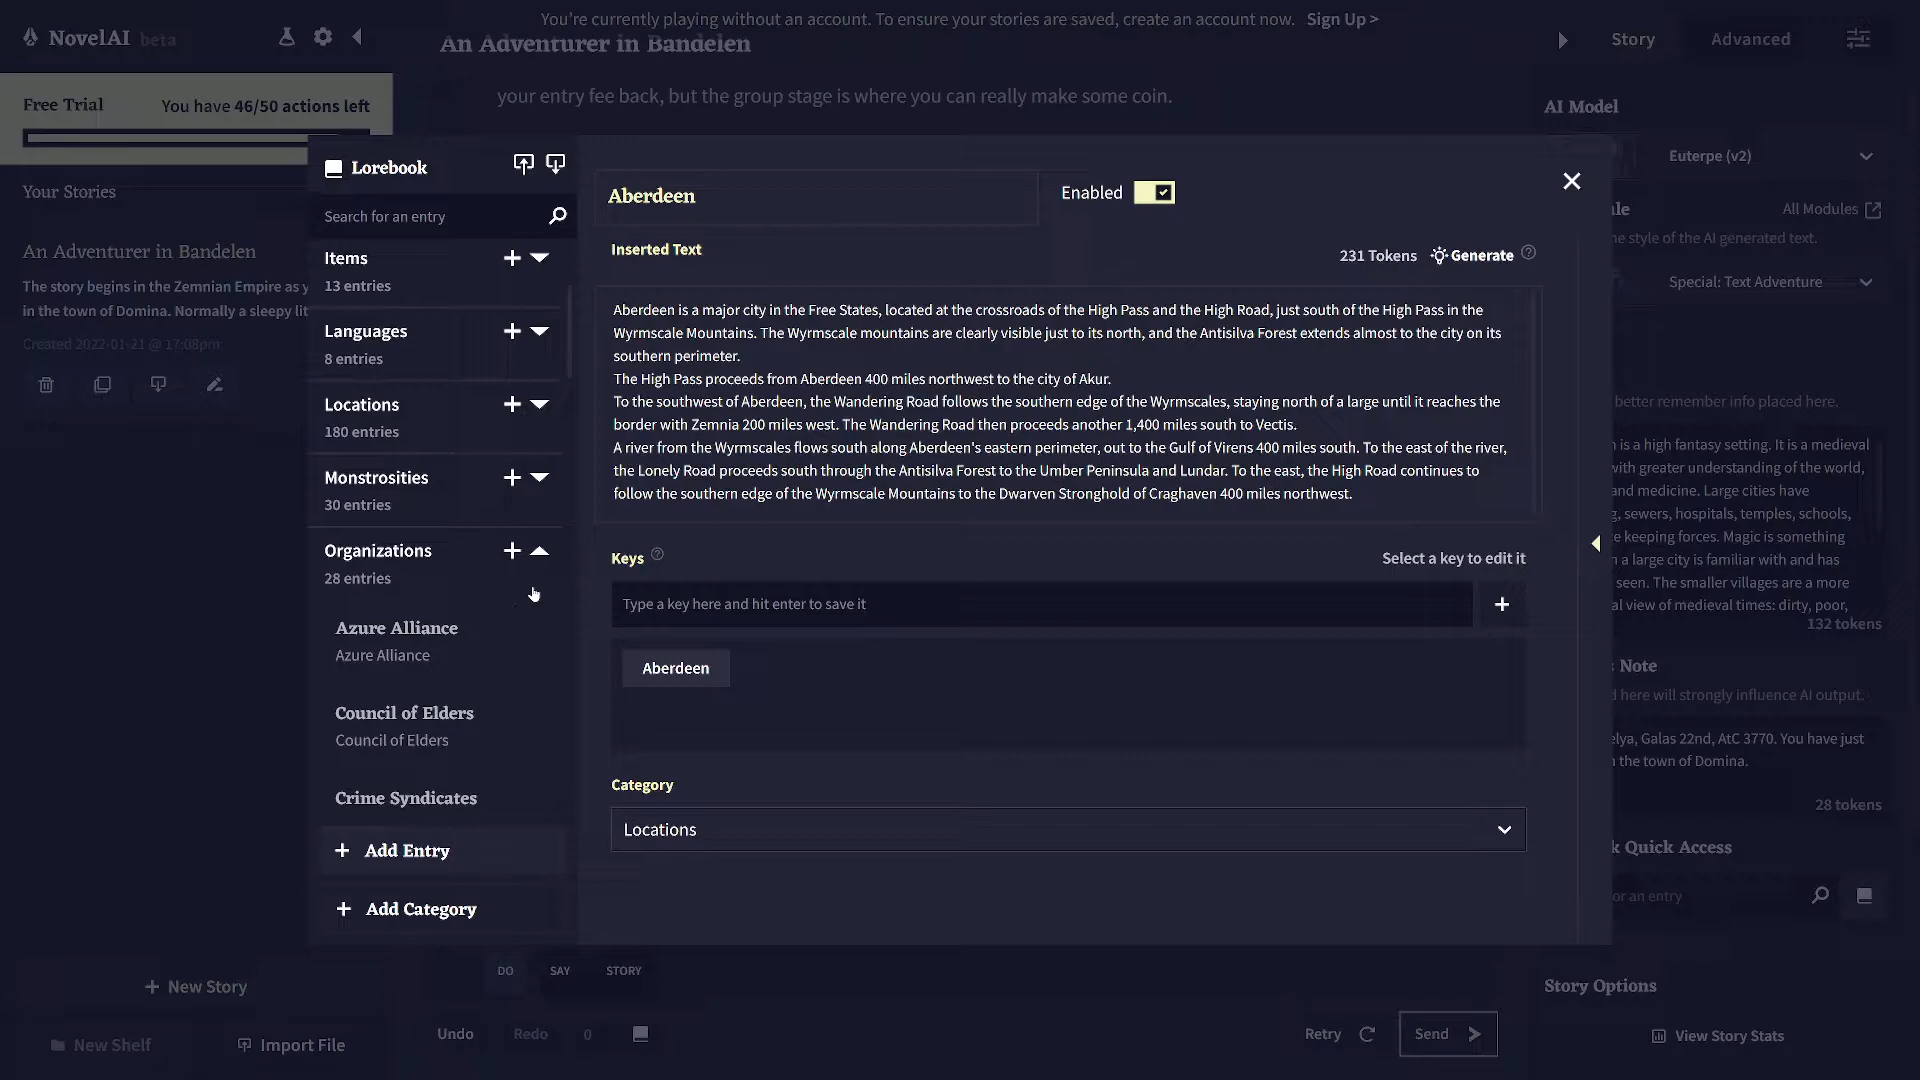 You're currently playing without an account. To ensure your stories are saved, create an account now. Sign Up >
NovelAI beta
An Adventurer in Bandelen
Story
Advanced
Free Trial
You have 46/50 actions left
your entry fee back, but the group stage is where you can really make some coin.
AI Model
Euterpe (v2)
Your Stories
An Adventurer in Bandelen
The story begins in the Zemnian Empire as y
in the town of Domina. Normally a sleepy lit
Created 2022-01-21 @ 17:08pm
Lorebook
Search for an entry
Items
13 entries
Languages
8 entries
Locations
180 entries
Monstrosities
30 entries
Organizations
28 entries
Azure Alliance
Azure Alliance
Council of Elders
Council of Elders
Crime Syndicates
+ Add Entry
+ Add Category
Aberdeen
Enabled
Inserted Text
231 Tokens
Generate
Aberdeen is a major city in the Free States, located at the crossroads of the High Pass and the High Road, just south of the High Pass in the
Wyrmscale Mountains. The Wyrmscale mountains are clearly visible just to its north, and the Antisilva Forest extends almost to the city on its
southern perimeter.
The High Pass proceeds from Aberdeen 400 miles northwest to the city of Akur.
To the southwest of Aberdeen, the Wandering Road follows the southern edge of the Wyrmscales, staying north of a large until it reaches the
border with Zemnia 200 miles west. The Wandering Road then proceeds another 1,400 miles south to Vectis.
A river from the Wyrmscales flows south along Aberdeen's eastern perimeter, out to the Gulf of Virens 400 miles south. To the east of the river,
the Lonely Road proceeds south through the Antisilva Forest to the Umber Peninsula and Lundar. To the east, the High Road continues to
follow the southern edge of the Wyrmscale Mountains to the Dwarven Stronghold of Craghaven 400 miles northwest.
Keys
Select a key to edit it
Type a key here and hit enter to save it
Aberdeen
Category
Locations
All Modules
he style of the AI generated text.
Special: Text Adventure
better remember info placed here.
is a high fantasy setting. It is a medieval
with greater understanding of the world,
and medicine. Large cities have
g, sewers, hospitals, temples, schools,
e keeping forces. Magic is something
n a large city is familiar with and has
seen. The smaller villages are a more
al view of medieval times: dirty, poor,
132 tokens
s Note
d here will strongly influence AI output.
elya, Galas 22nd, AtC 3770. You have just
n the town of Domina.
28 tokens
k Quick Access
or an entry
DO
SAY
STORY
+ New Story
New Shelf
Import File
Undo
Redo
0
Retry
Send
Story Options
View Story Stats